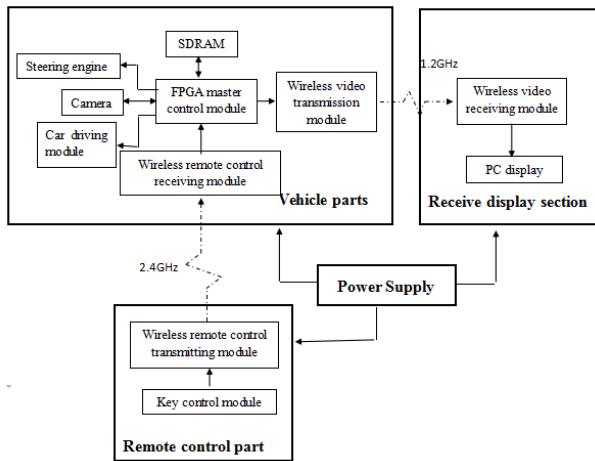 SDRAM
Steering engine
FPGA master
control module
Camera
Car driving
module
Wireless video
transmission
module
Wireless remote control
receiving module
Vehicle parts
1.2GHz
Wireless video
receiving module
PC display
Receive display section
2.4GHz
Power Supply
Wireless remote control
transmitting module
Key control module
Remote control part